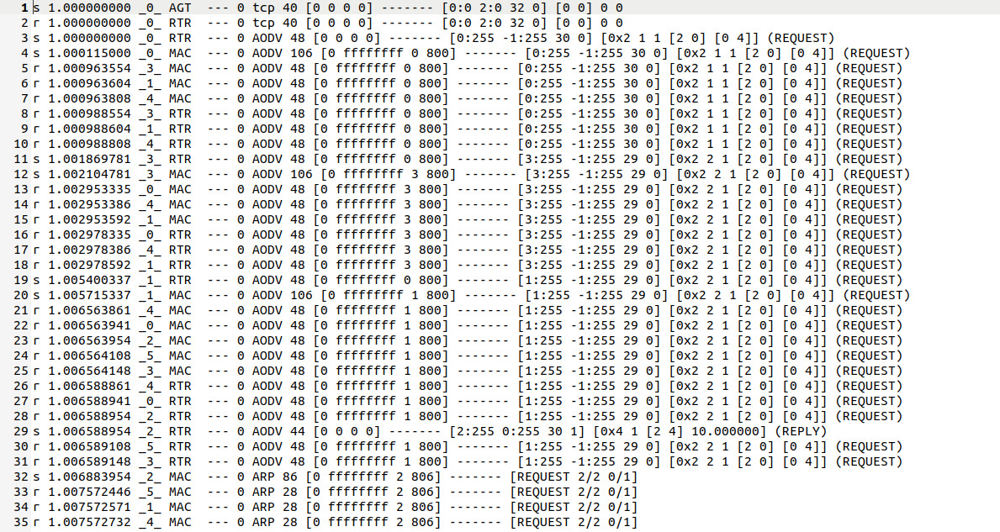 1 s 1.000000000 _0_ AGT  --- 0 tcp 40 [0 0 0 0] ------- [0:0 2:0 32 0] [0 0] 0 0
2 r 1.000000000 _0_ RTR  --- 0 tcp 40 [0 0 0 0] ------- [0:0 2:0 32 0] [0 0] 0 0
3 s 1.000000000 _0_ RTR  --- 0 AODV 48 [0 0 0 0] ------- [0:255 -1:255 30 0] [0x2 1 1 [2 0] [0 4]] (REQUEST)
4 s 1.000115000 _0_ MAC  --- 0 AODV 106 [0 ffffffff 0 800] ------- [0:255 -1:255 30 0] [0x2 1 1 [2 0] [0 4]] (REQUEST)
5 r 1.000963554 _3_ MAC  --- 0 AODV 48 [0 ffffffff 0 800] ------- [0:255 -1:255 30 0] [0x2 1 1 [2 0] [0 4]] (REQUEST)
6 r 1.000963604 _1_ MAC  --- 0 AODV 48 [0 ffffffff 0 800] ------- [0:255 -1:255 30 0] [0x2 1 1 [2 0] [0 4]] (REQUEST)
7 r 1.000963808 _4_ MAC  --- 0 AODV 48 [0 ffffffff 0 800] ------- [0:255 -1:255 30 0] [0x2 1 1 [2 0] [0 4]] (REQUEST)
8 r 1.000988554 _3_ RTR  --- 0 AODV 48 [0 ffffffff 0 800] ------- [0:255 -1:255 30 0] [0x2 1 1 [2 0] [0 4]] (REQUEST)
9 r 1.000988604 _1_ RTR  --- 0 AODV 48 [0 ffffffff 0 800] ------- [0:255 -1:255 30 0] [0x2 1 1 [2 0] [0 4]] (REQUEST)
10 r 1.000988808 _4_ RTR  --- 0 AODV 48 [0 ffffffff 0 800] ------- [0:255 -1:255 30 0] [0x2 1 1 [2 0] [0 4]] (REQUEST)
11 s 1.001869781 _3_ RTR  --- 0 AODV 48 [0 ffffffff 0 800] ------- [3:255 -1:255 29 0] [0x2 2 1 [2 0] [0 4]] (REQUEST)
12 s 1.002104781 _3_ MAC  --- 0 AODV 106 [0 ffffffff 3 800] ------- [3:255 -1:255 29 0] [0x2 2 1 [2 0] [0 4]] (REQUEST)
13 r 1.002953335 _0_ MAC  --- 0 AODV 48 [0 ffffffff 3 800] ------- [3:255 -1:255 29 0] [0x2 2 1 [2 0] [0 4]] (REQUEST)
14 r 1.002953386 _4_ MAC  --- 0 AODV 48 [0 ffffffff 3 800] ------- [3:255 -1:255 29 0] [0x2 2 1 [2 0] [0 4]] (REQUEST)
15 r 1.002953592 _1_ MAC  --- 0 AODV 48 [0 ffffffff 3 800] ------- [3:255 -1:255 29 0] [0x2 2 1 [2 0] [0 4]] (REQUEST)
16 r 1.002978335 _0_ RTR  --- 0 AODV 48 [0 ffffffff 3 800] ------- [3:255 -1:255 29 0] [0x2 2 1 [2 0] [0 4]] (REQUEST)
17 r 1.002978386 _4_ RTR  --- 0 AODV 48 [0 ffffffff 3 800] ------- [3:255 -1:255 29 0] [0x2 2 1 [2 0] [0 4]] (REQUEST)
18 r 1.002978592 _1_ RTR  --- 0 AODV 48 [0 ffffffff 3 800] ------- [3:255 -1:255 29 0] [0x2 2 1 [2 0] [0 4]] (REQUEST)
19 s 1.005400337 _1_ RTR  --- 0 AODV 48 [0 ffffffff 0 800] ------- [1:255 -1:255 29 0] [0x2 2 1 [2 0] [0 4]] (REQUEST)
20 s 1.005715337 _1_ MAC  --- 0 AODV 106 [0 ffffffff 1 800] ------- [1:255 -1:255 29 0] [0x2 2 1 [2 0] [0 4]] (REQUEST)
21 r 1.006563861 _4_ MAC  --- 0 AODV 48 [0 ffffffff 1 800] ------- [1:255 -1:255 29 0] [0x2 2 1 [2 0] [0 4]] (REQUEST)
22 r 1.006563941 _0_ MAC  --- 0 AODV 48 [0 ffffffff 1 800] ------- [1:255 -1:255 29 0] [0x2 2 1 [2 0] [0 4]] (REQUEST)
23 r 1.006563954 _2_ MAC  --- 0 AODV 48 [0 ffffffff 1 800] ------- [1:255 -1:255 29 0] [0x2 2 1 [2 0] [0 4]] (REQUEST)
24 r 1.006564108 _5_ MAC  --- 0 AODV 48 [0 ffffffff 1 800] ------- [1:255 -1:255 29 0] [0x2 2 1 [2 0] [0 4]] (REQUEST)
25 r 1.006564148 _3_ MAC  --- 0 AODV 48 [0 ffffffff 1 800] ------- [1:255 -1:255 29 0] [0x2 2 1 [2 0] [0 4]] (REQUEST)
26 r 1.006588861 _4_ RTR  --- 0 AODV 48 [0 ffffffff 1 800] ------- [1:255 -1:255 29 0] [0x2 2 1 [2 0] [0 4]] (REQUEST)
27 r 1.006588941 _0_ RTR  --- 0 AODV 48 [0 ffffffff 1 800] ------- [1:255 -1:255 29 0] [0x2 2 1 [2 0] [0 4]] (REQUEST)
28 r 1.006588954 _2_ RTR  --- 0 AODV 48 [0 ffffffff 1 800] ------- [1:255 -1:255 29 0] [0x2 2 1 [2 0] [0 4]] (REQUEST)
29 s 1.006588954 _2_ RTR  --- 0 AODV 44 [0 0 0 0] ------- [2:255 0:255 30 1] [0x4 1 [2 4] 10.000000] (REPLY)
30 r 1.006589108 _5_ RTR  --- 0 AODV 48 [0 ffffffff 1 800] ------- [1:255 -1:255 29 0] [0x2 2 1 [2 0] [0 4]] (REQUEST)
31 r 1.006589148 _3_ RTR  --- 0 AODV 48 [0 ffffffff 1 800] ------- [1:255 -1:255 29 0] [0x2 2 1 [2 0] [0 4]] (REQUEST)
32 s 1.006883954 _2_ MAC  --- 0 ARP 86 [0 ffffffff 2 806] ------- [REQUEST 2/2 0/1]
33 r 1.007572446 _5_ MAC  --- 0 ARP 28 [0 ffffffff 2 806] ------- [REQUEST 2/2 0/1]
34 r 1.007572571 _1_ MAC  --- 0 ARP 28 [0 ffffffff 2 806] ------- [REQUEST 2/2 0/1]
35 r 1.007572732 _4_ MAC  --- 0 ARP 28 [0 ffffffff 2 806] ------- [REQUEST 2/2 0/1]